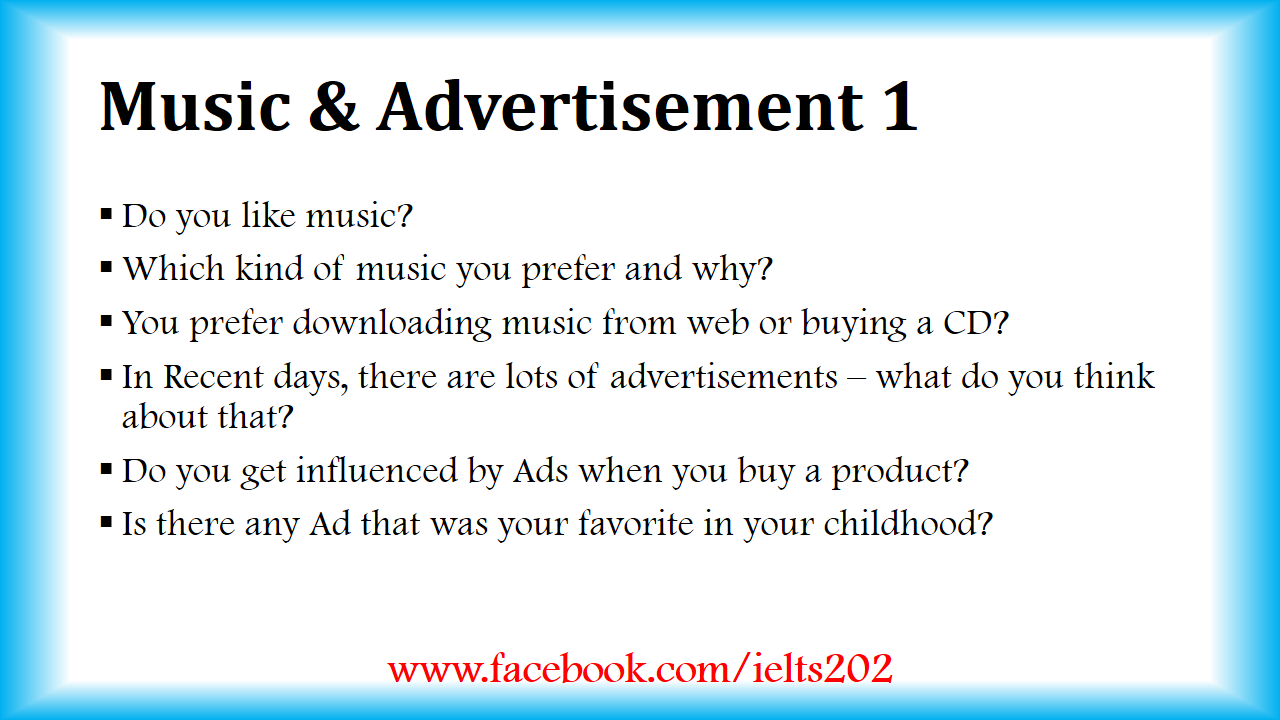 Music & Advertisement 1
▪ Do you like music?
▪ Which kind of music you prefer and why?
▪ You prefer downloading music from web or buying a CD?
▪ In Recent days, there are lots of advertisements – what do you think
about that?
▪ Do you get influenced by Ads when you buy a product?
▪ Is there any Ad that was your favorite in your childhood?
www.facebook.com/ielts202